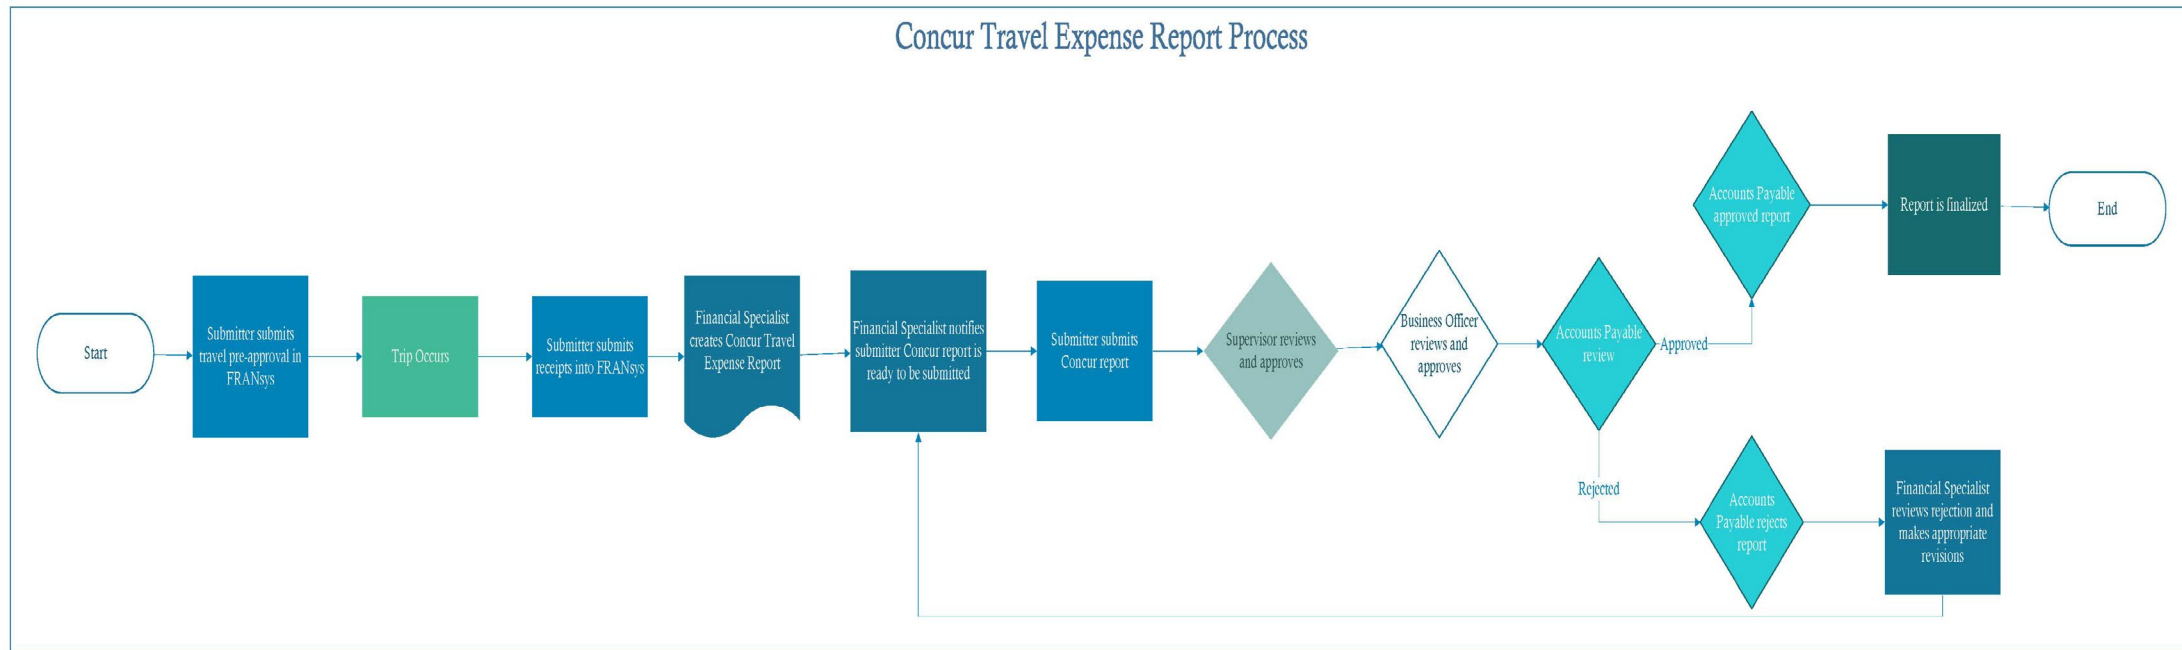 Concur Travel Expense Report Process
Start
Submitter submits
travel pre-approval in
FRANsys
Trip Occurs
Submitter submits
receipts into FRANsys
Financial Specialist
creates Concur Travel
Expense Report
Financial Specialist notifies
submitter Concur report is
ready to be submitted
Submitter submits
Concur report
Supervisor reviews
and approves
Business Officer
reviews and
approves
Accounts Payable
review
Approved
Accounts Payable
approved report
Report is finalized
End
Rejected
Accounts
Payable rejects
report
Financial Specialist
reviews rejection and
makes appropriate
revisions